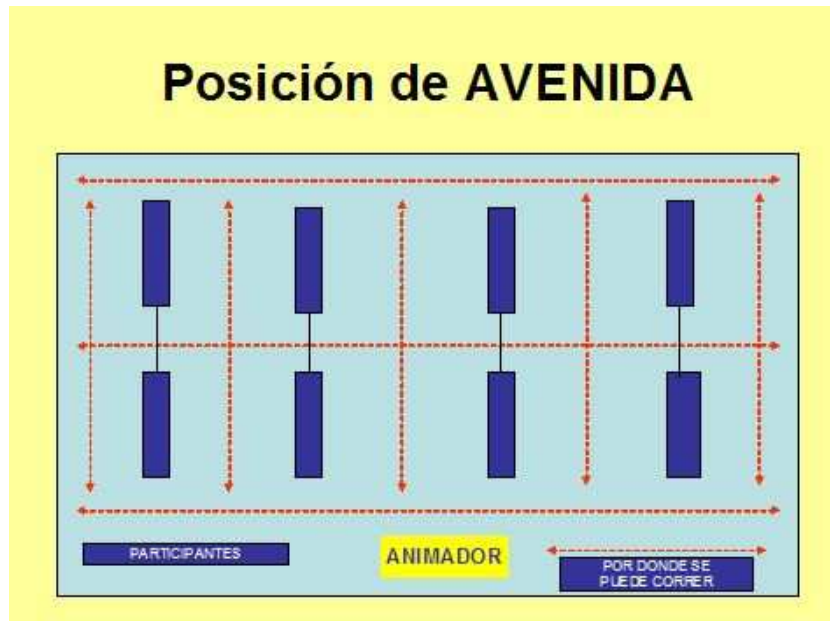 Posición de AVENIDA
PARTICIPANTES
ANIMADOR
POR DONDE SE
PUEDE CORRER